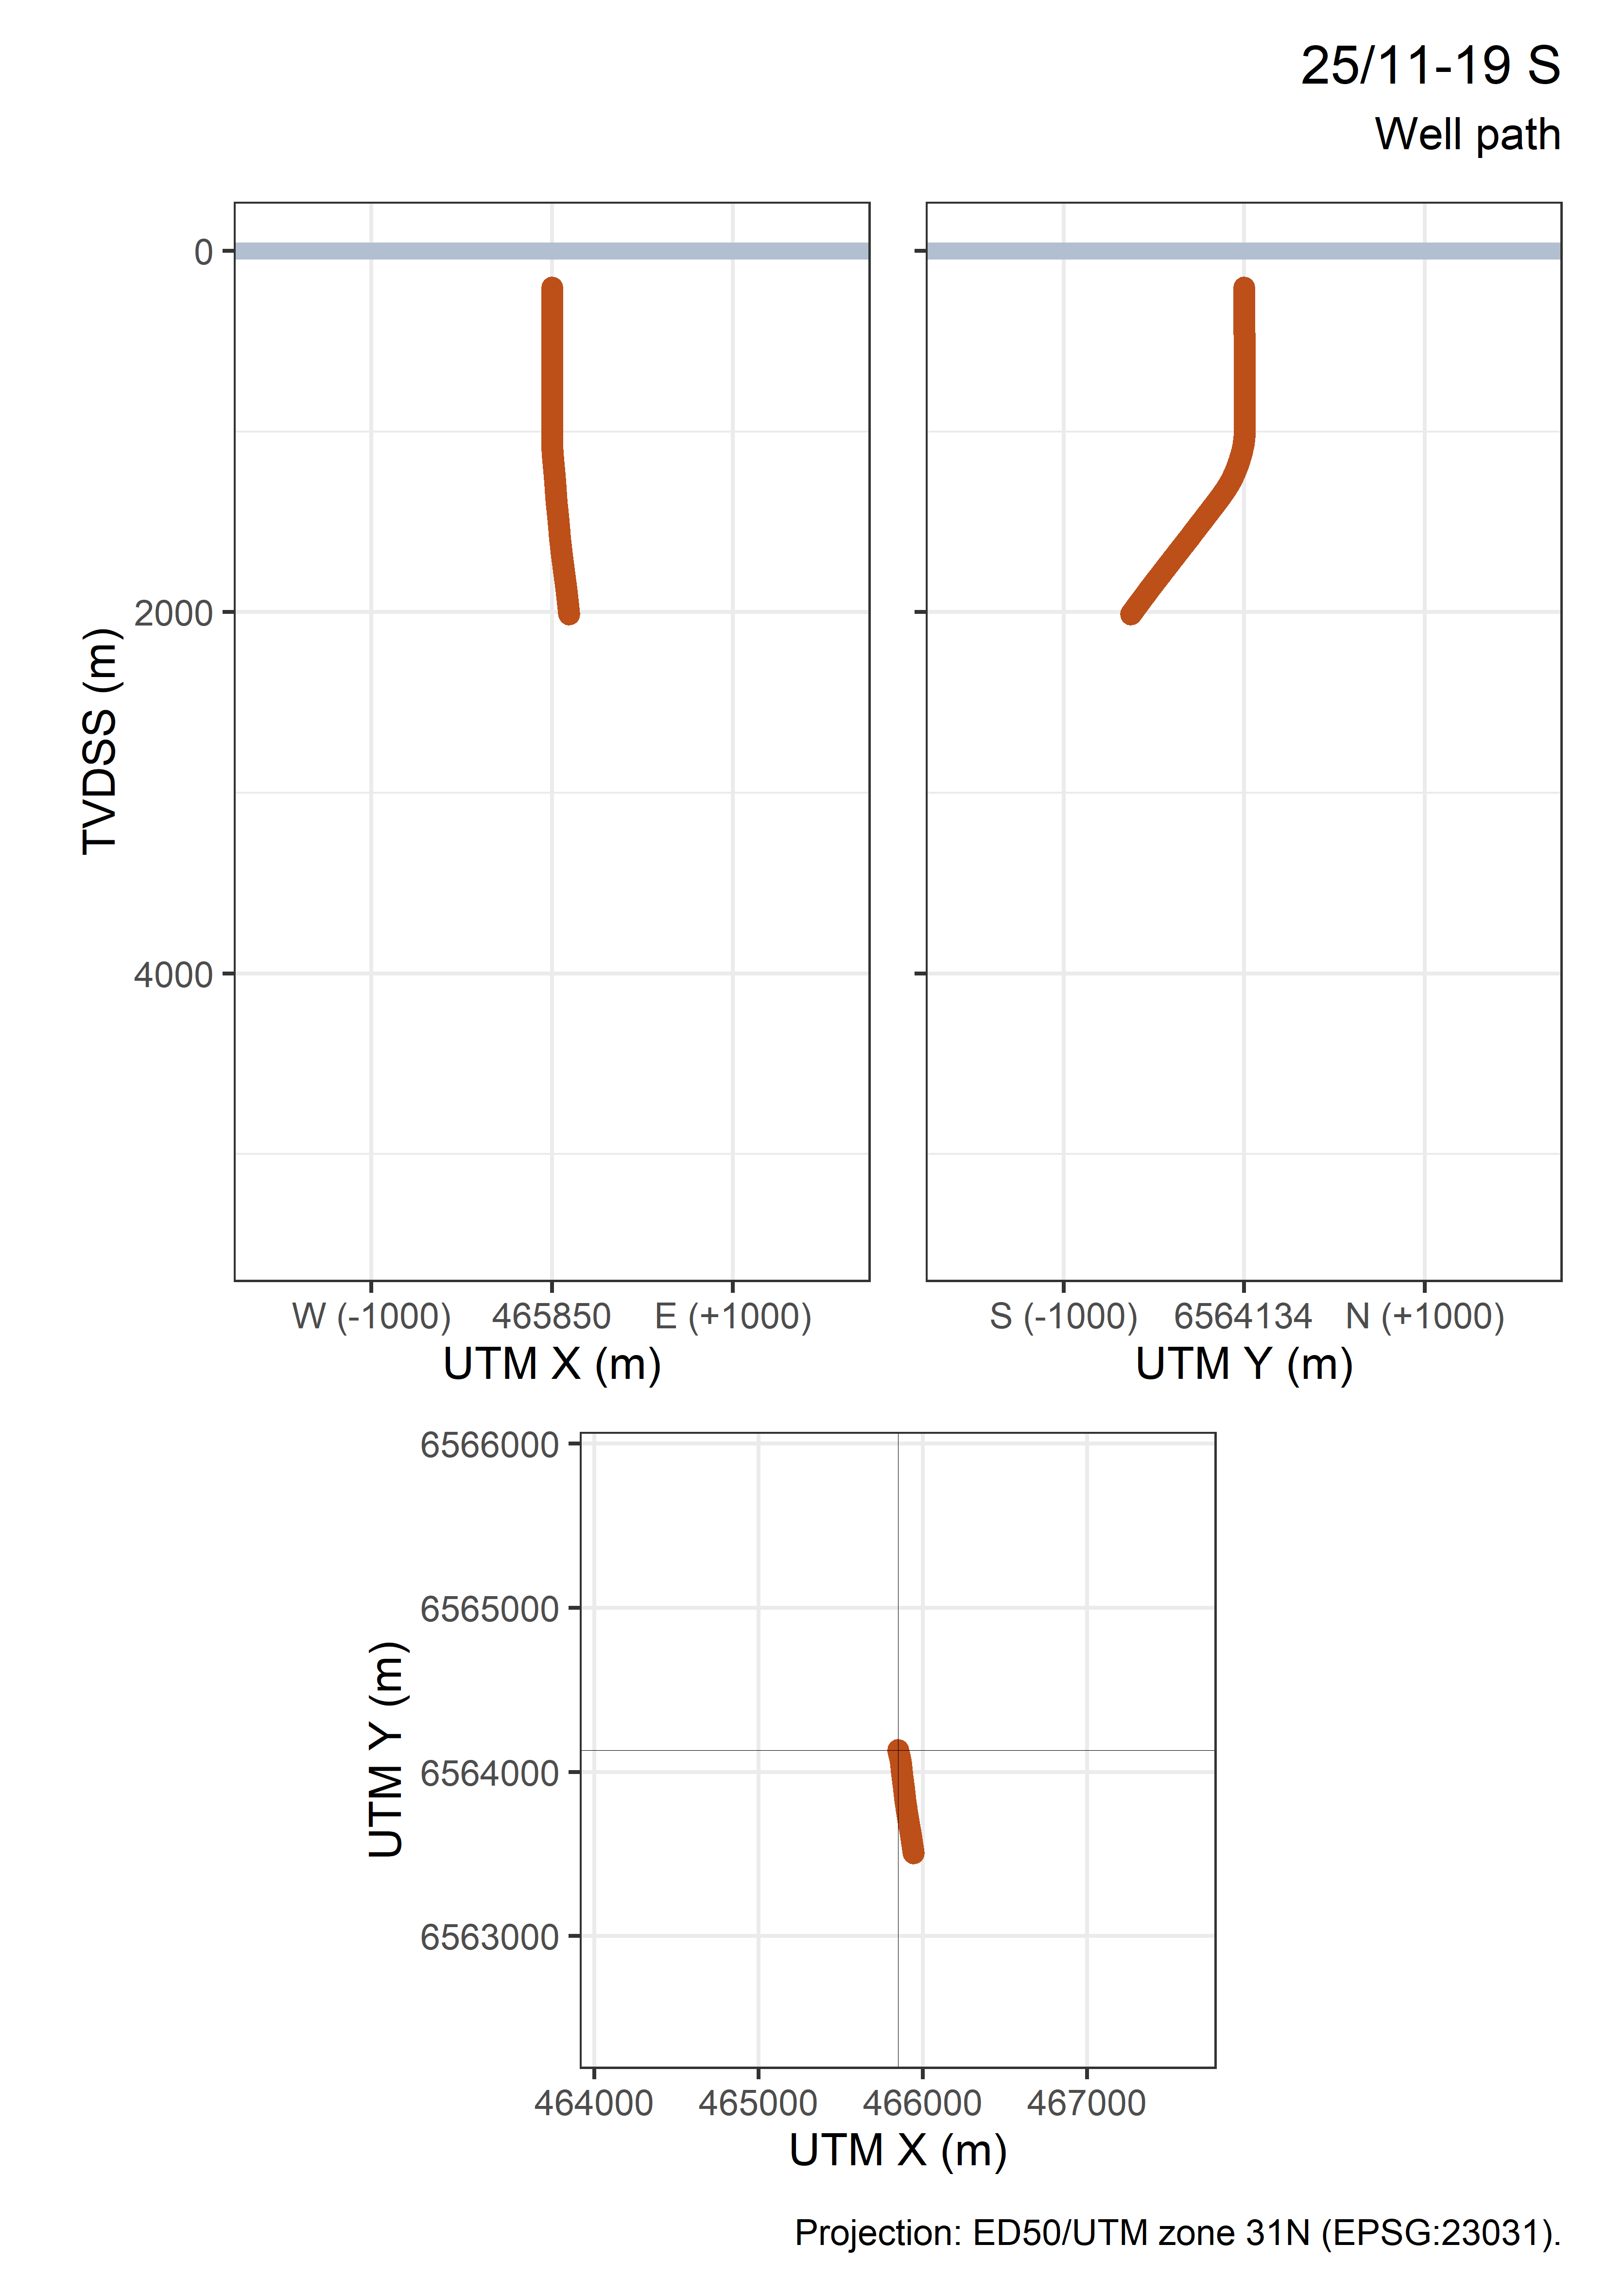 25/11-19 S
Well path
TVDSS (m)
0
2000
4000
W (-1000) 465850 E (+1000)
UTM X (m)
S (-1000) 6564134 N (+1000)
UTM Y (m)
UTM Y (m)
6566000
6565000
6564000
6563000
464000 465000 466000 467000
UTM X (m)
Projection: ED50/UTM zone 31N (EPSG:23031).